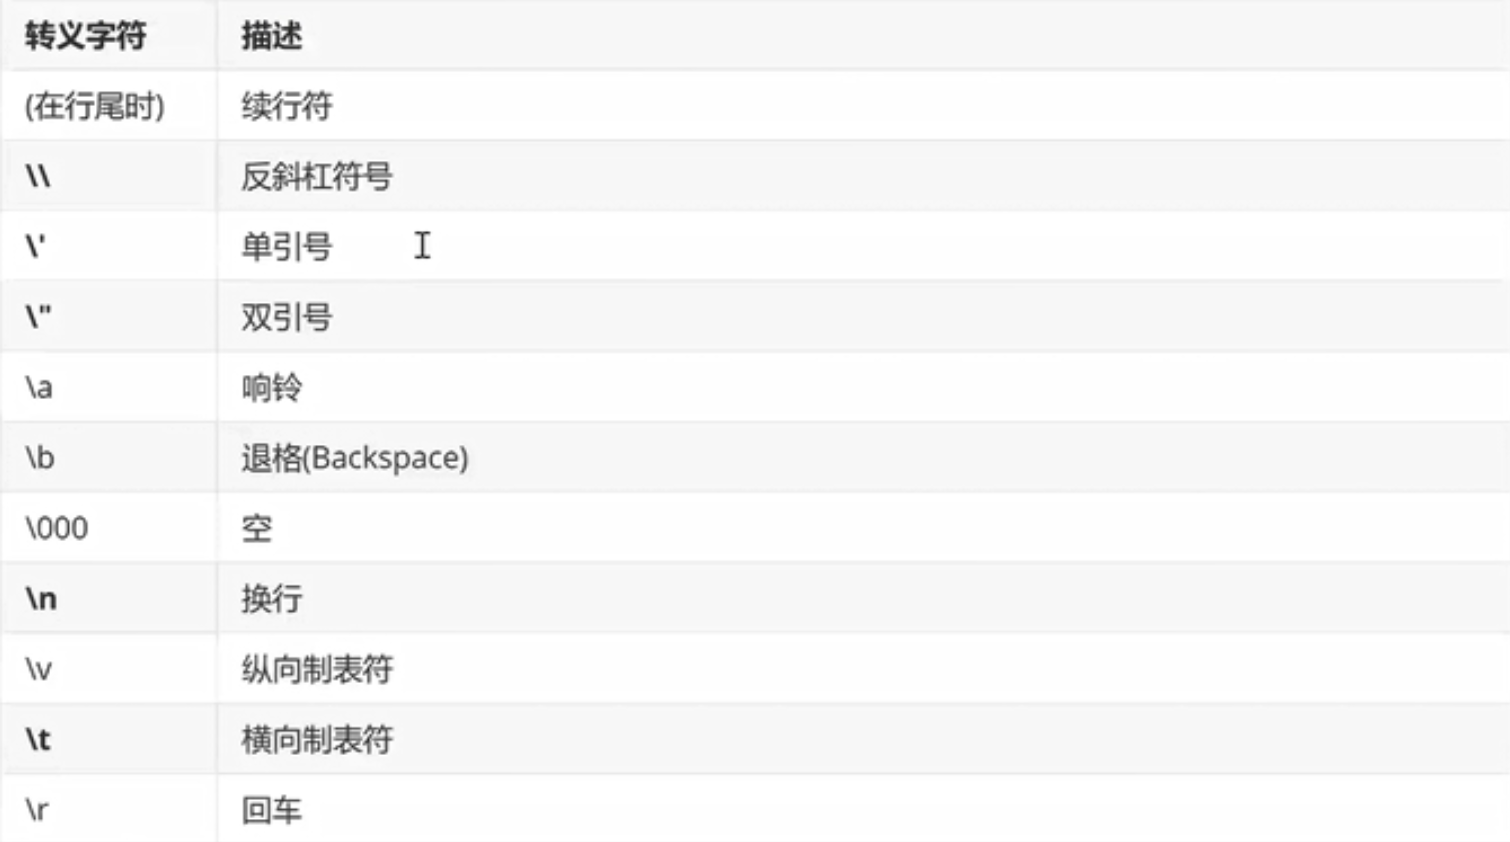 转义字符 描述
(在行尾时) 续行符
\\ 反斜杠符号
\' 单引号
\" 双引号
\a 响铃
\b 退格(Backspace)
\000 空
\n 换行
\v 纵向制表符
\t 横向制表符
\r 回车